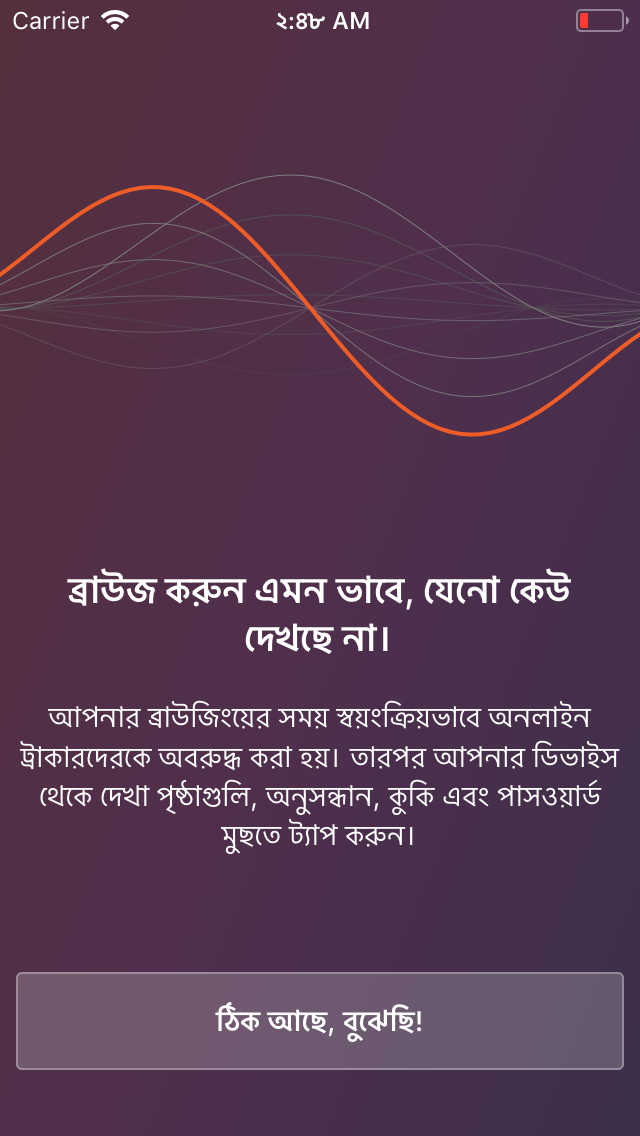 Carrier
২:৪৮ AM
ব্রাউজ করুন এমন ভাবে, যেনো কেউ
দেখছে না।
আপনার ব্রাউজিংয়ের সময় স্বয়ংক্রিয়ভাবে অনলাইন
ট্রাকারদেরকে অবরুদ্ধ করা হয়। তারপর আপনার ডিভাইস
থেকে দেখা পৃষ্ঠাগুলি, অনুসন্ধান, কুকি এবং পাসওয়ার্ড
মুছতে ট্যাপ করুন।
ঠিক আছে, বুঝেছি!